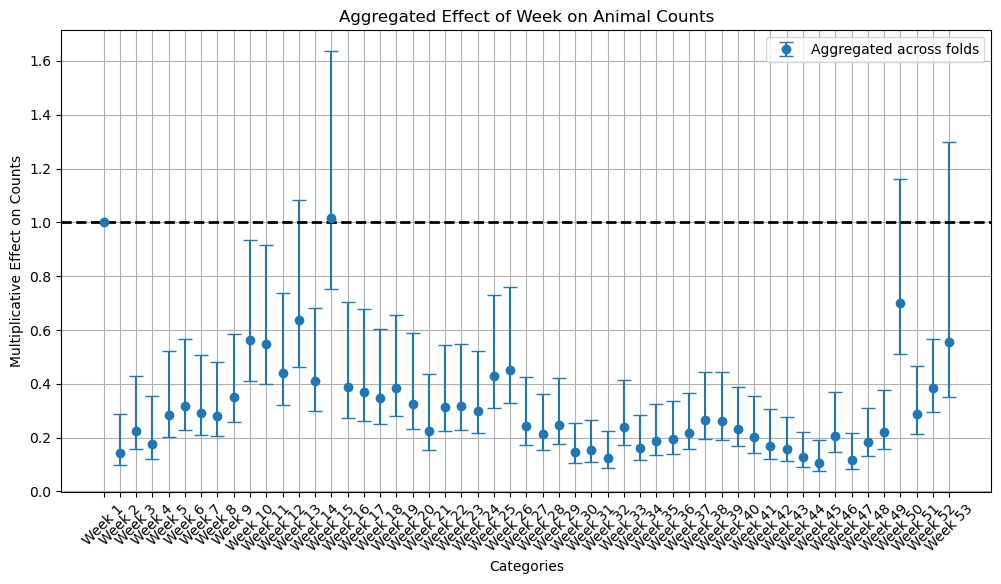 Aggregated Effect of Week on Animal Counts
Aggregated across folds
Multiplicative Effect on Counts
1.6
1.4
1.2
1.0
0.8
0.6
0.4
0.2
0.0
Week 1
Week 2
Week 3
Week 4
Week 5
Week 6
Week 7
Week 8
Week 9
Week 10
Week 11
Week 12
Week 13
Week 14
Week 15
Week 16
Week 17
Week 18
Week 19
Week 20
Week 21
Week 22
Week 23
Week 24
Week 25
Week 26
Week 27
Week 28
Week 29
Week 30
Week 31
Week 32
Week 33
Week 34
Week 35
Week 36
Week 37
Week 38
Week 39
Week 40
Week 41
Week 42
Week 43
Week 44
Week 45
Week 46
Week 47
Week 48
Week 49
Week 50
Week 51
Week 52
Week 53
Categories